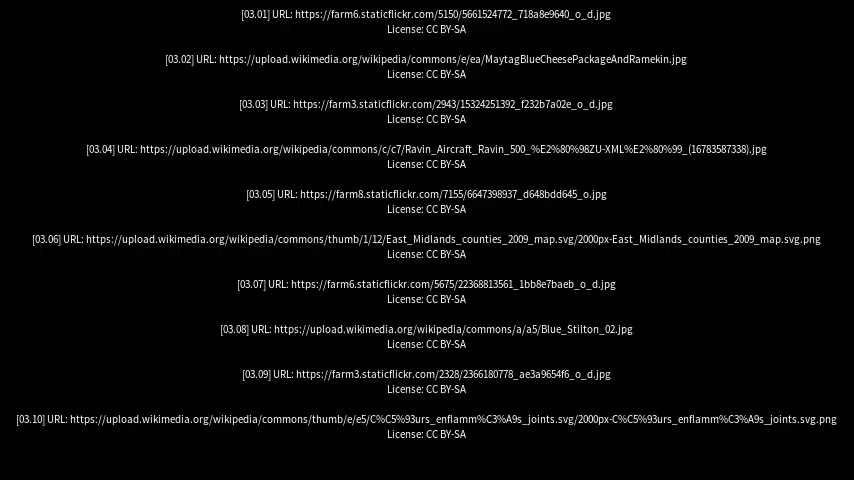 [03.01] URL: https://farm6.staticflickr.com/5150/5661524772_718a8e9640_o_d.jpg
License: CC BY-SA
[03.02] URL: https://upload.wikimedia.org/wikipedia/commons/e/ea/MaytagBlueCheesePackageAndRamekin.jpg
License: CC BY-SA
[03.03] URL: https://farm3.staticflickr.com/2943/15324251392_f232b7a02e_o_d.jpg
License: CC BY-SA
[03.04] URL: https://upload.wikimedia.org/wikipedia/commons/c/c7/Ravin_Aircraft_Ravin_500_%E2%80%98ZU-XML%E2%80%99_(16783587338).jpg
License: CC BY-SA
[03.05] URL: https://farm8.staticflickr.com/7155/6647398937_d648bdd645_o.jpg
License: CC BY-SA
[03.06] URL: https://upload.wikimedia.org/wikipedia/commons/thumb/1/12/East_Midlands_counties_2009_map.svg/2000px-East_Midlands_counties_2009_map.svg.png
License: CC BY-SA
[03.07] URL: https://farm6.staticflickr.com/5675/22368813561_1bb8e7baeb_o_d.jpg
License: CC BY-SA
[03.08] URL: https://upload.wikimedia.org/wikipedia/commons/a/a5/Blue_Stilton_02.jpg
License: CC BY-SA
[03.09] URL: https://farm3.staticflickr.com/2328/2366180778_ae3a9654f6_o_d.jpg
License: CC BY-SA
[03.10] URL: https://upload.wikimedia.org/wikipedia/commons/thumb/e/e5/C%C5%93urs_enflamm%C3%A9s_joints.svg/2000px-C%C5%93urs_enflamm%C3%A9s_joints.svg.png
License: CC BY-SA